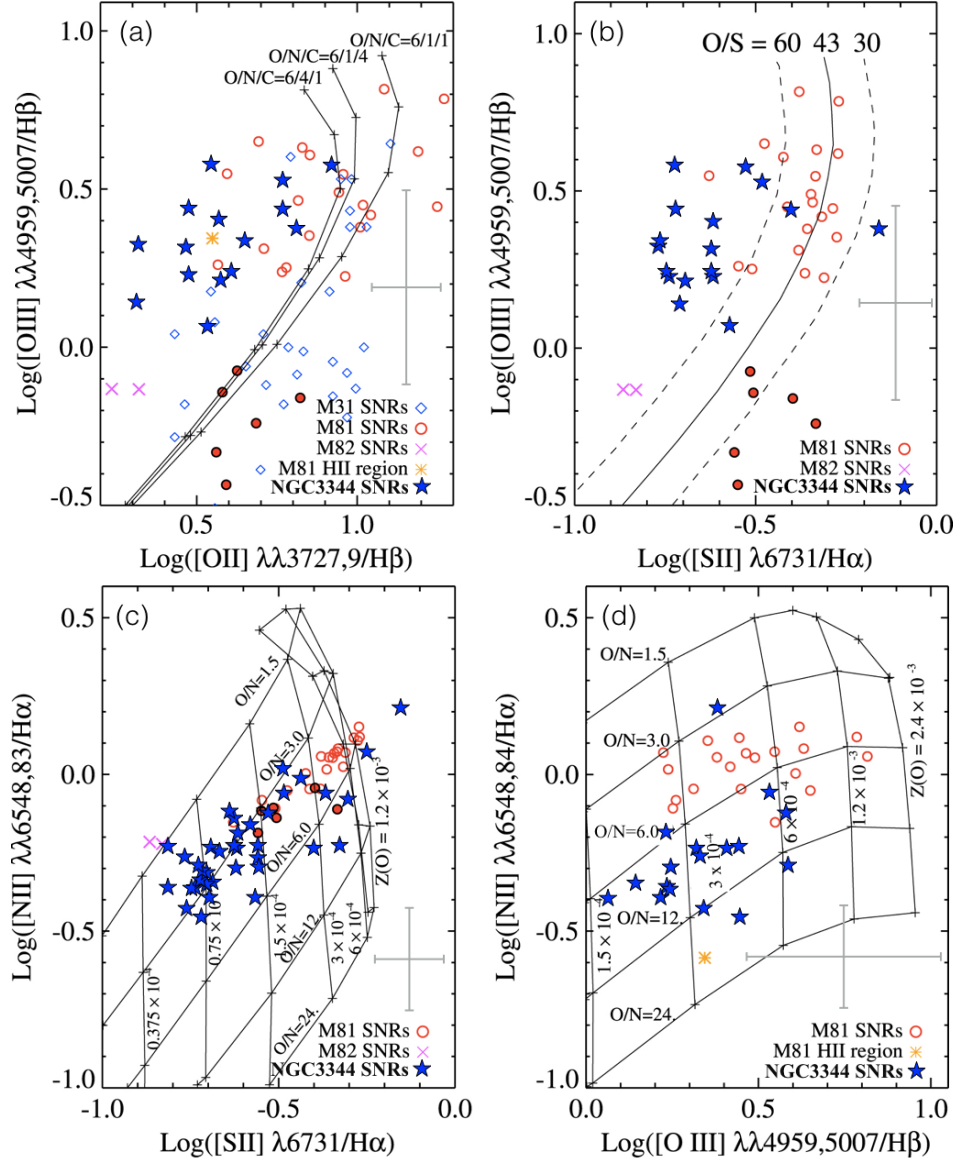 (a)
O/N/C=6/1/1
O/N/C=6/1/4
O/N/C=6/4/1
1.0
0.5
0.0
-0.5
Log([OIII] λλ4959,5007/Hβ)
M31 SNRs
M81 SNRs
M82 SNRs
M81 HII region
NGC3344 SNRs
0.5
1.0
Log([OII] λλ3727,9/Hβ)
(b)
O/S = 60 43 30
1.0
0.5
0.0
-0.5
Log([OIII] λλ4959,5007/Hβ)
M81 SNRs
M82 SNRs
NGC3344 SNRs
-1.0
-0.5
0.0
Log([SII] λ6731/Hα)
(c)
0.5
0.0
-0.5
-1.0
Log([NII] λλ6548,83/Hα)
O/N=1.5
O/N=3.0
O/N=6.0
O/N=12.
O/N=24.
0.375 × 10⁻⁴
0.75 × 10
1.5 × 10⁻⁴
3 × 10⁻⁴
6 × 10⁻⁴
Z(O) = 1.2 × 10⁻³
M81 SNRs
M82 SNRs
NGC3344 SNRs
-1.0
-0.5
0.0
Log([SII] λ6731/Hα)
(d)
0.5
0.0
-0.5
-1.0
Log([NII] λλ6548,84/Hα)
O/N=1.5
O/N=3.0
O/N=6.0
O/N=12.
O/N=24.
1.5 × 10⁻⁴
3 × 10⁻⁴
6 × 10⁻⁴
1.2 × 10⁻³
Z(O) = 2.4 × 10⁻³
M81 SNRs
M81 HII region
NGC3344 SNRs
0.0
0.5
1.0
Log([O III] λλ4959,5007/Hβ)